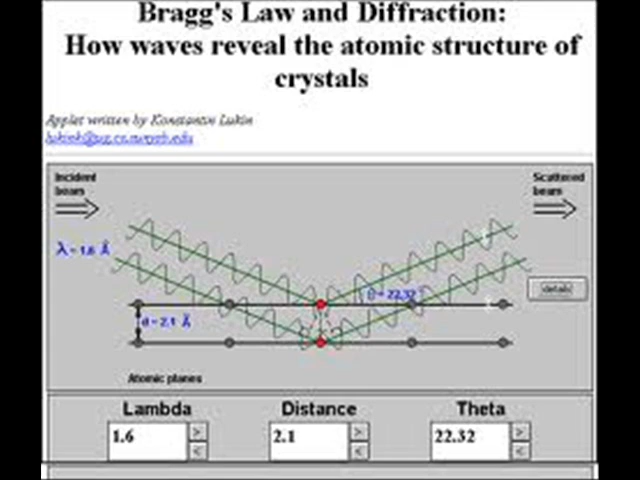 Bragg's Law and Diffraction:
How waves reveal the atomic structure of
crystals
Applet written by Konstantin Lukin
Incident
beam
Scattered
beam
λ = 1.6 Å
θ = 22.32
details
d = 2.1 Å
Atomic planes
Lambda Distance Theta
1.6 > < 2.1 > < 22.32 > <